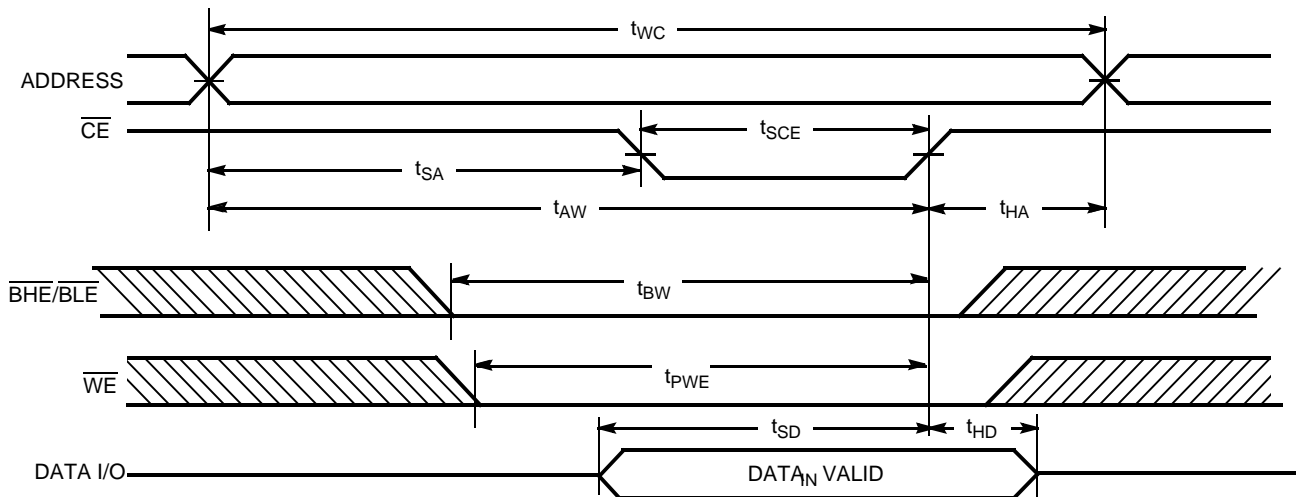 tWC
ADDRESS
CE
tSCE
tSA
tAW
tHA
BHE/BLE
tBW
WE
tPWE
tSD
tHD
DATA I/O
DATAIN VALID